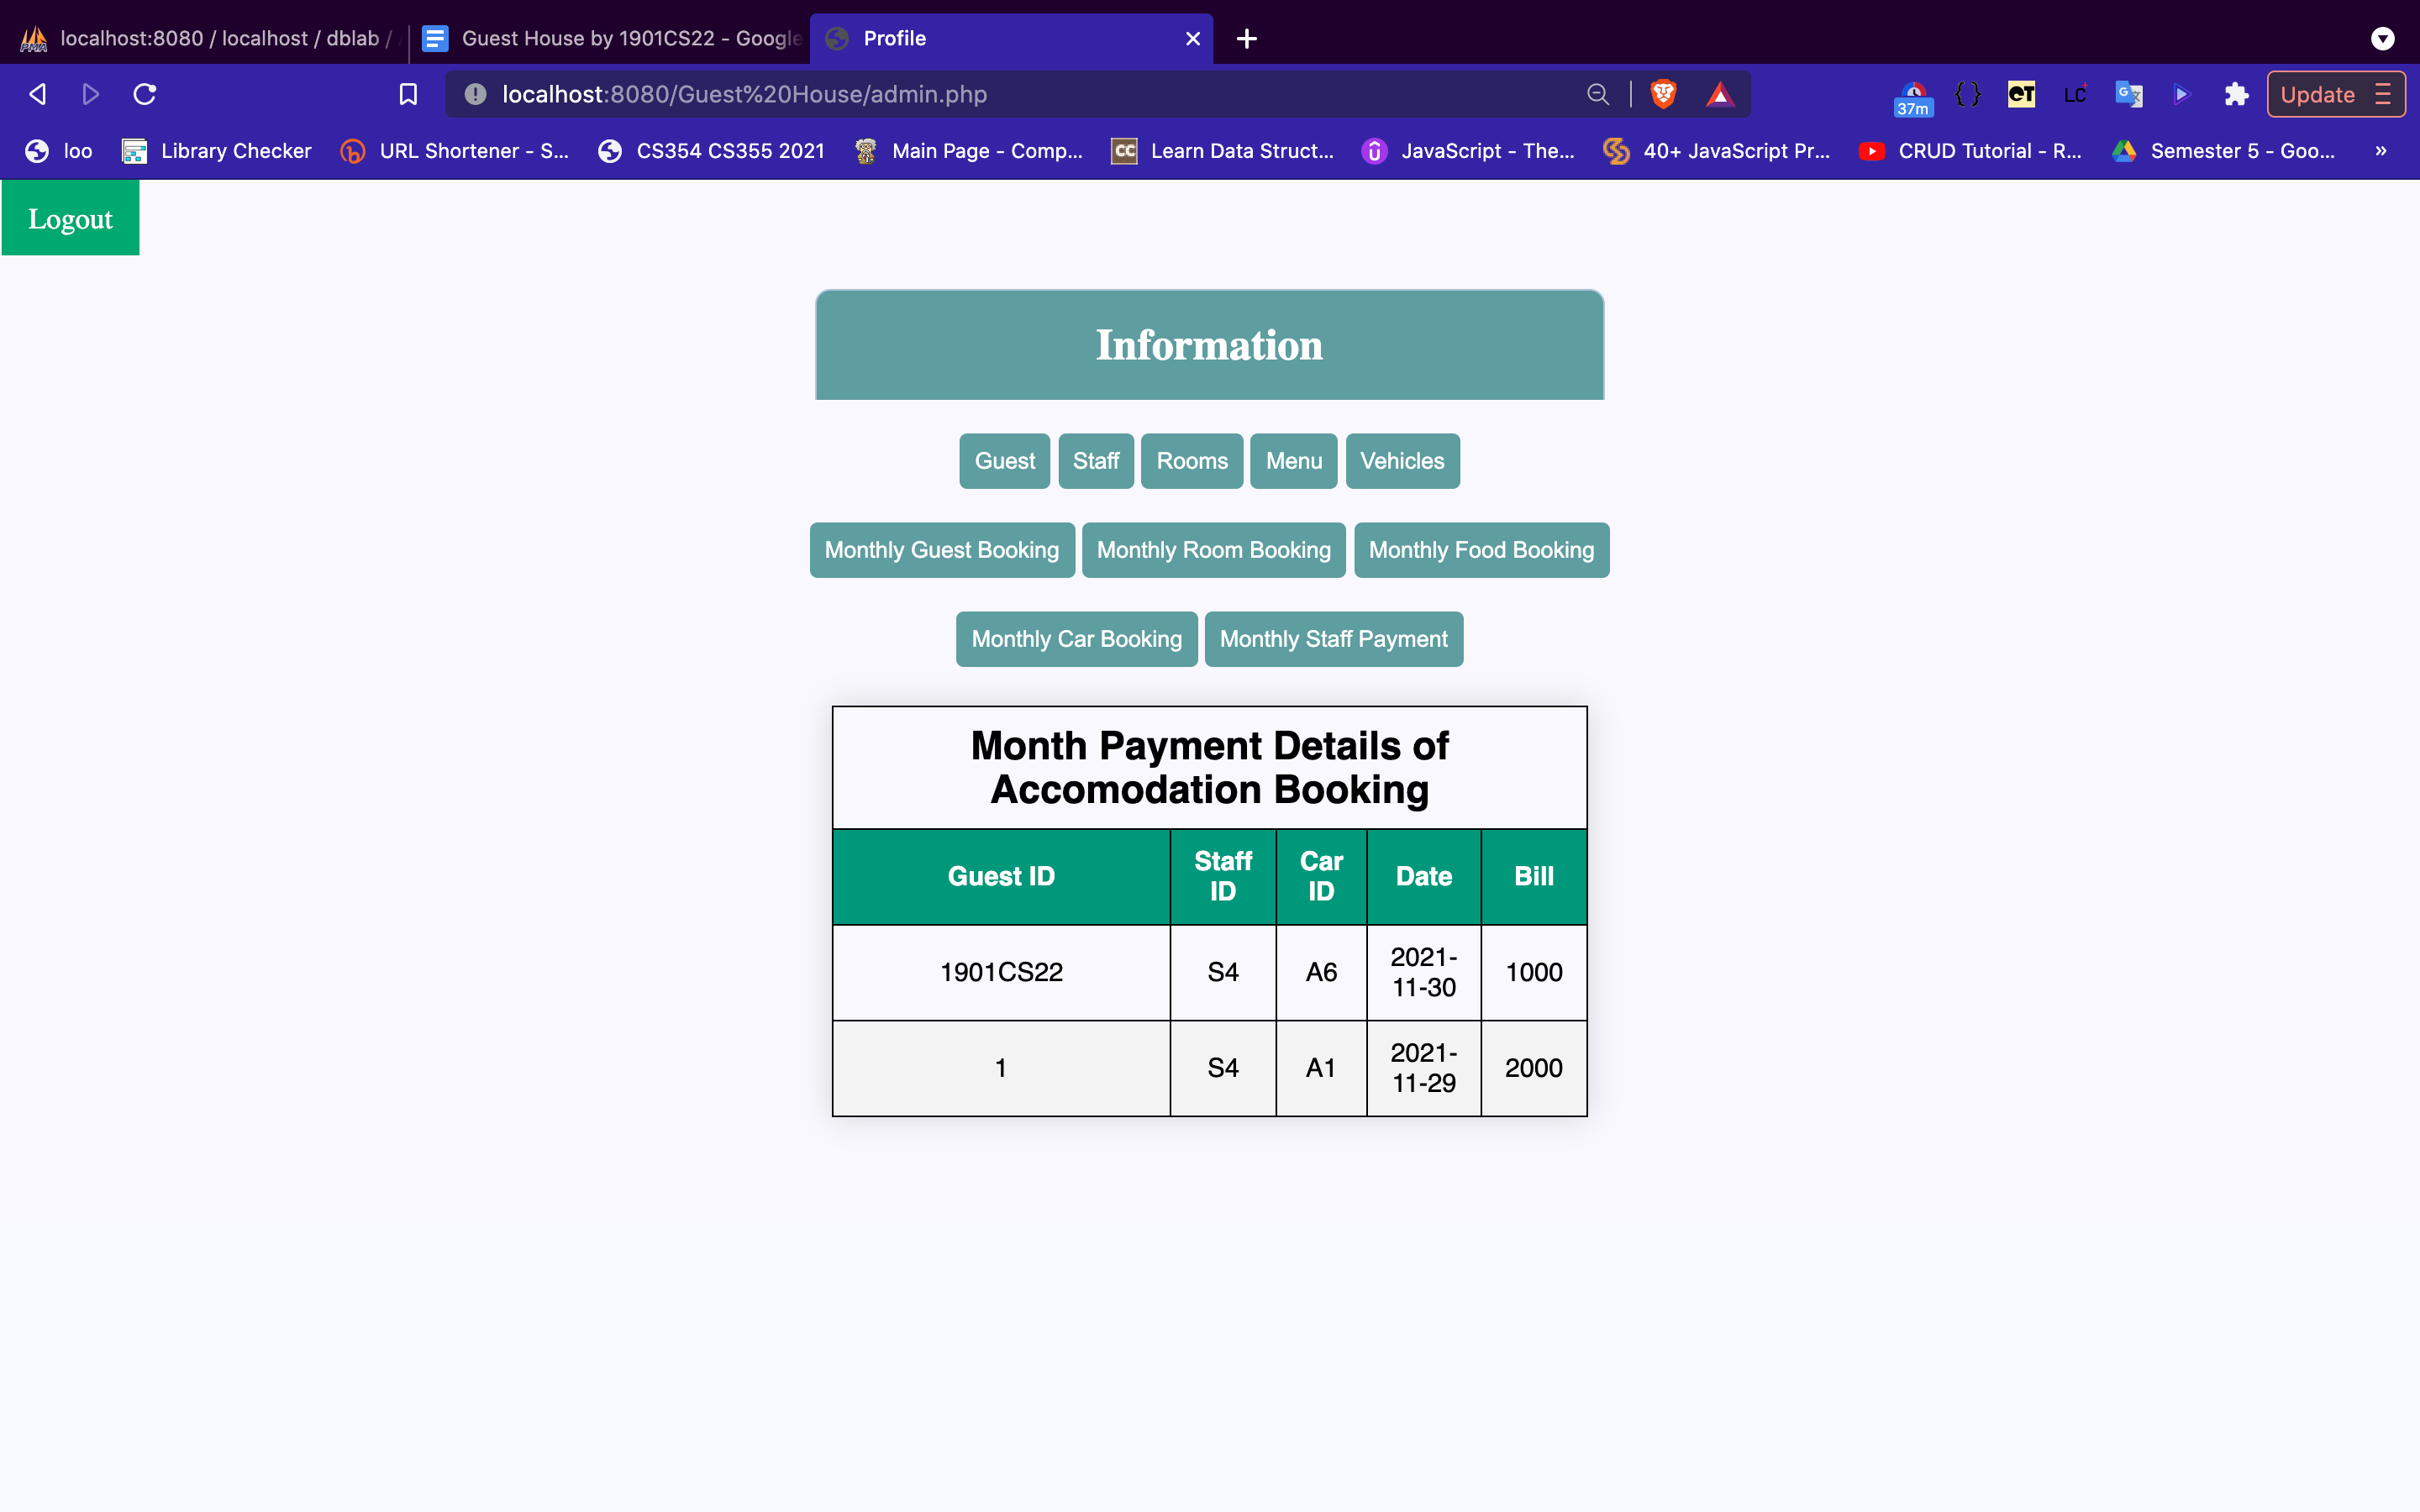 localhost:8080 / localhost / dblab /
Guest House by 1901CS22 - Google
Profile
localhost:8080/Guest%20House/admin.php
37m
Update
loo
Library Checker
URL Shortener - S...
CS354 CS355 2021
Main Page - Comp...
Learn Data Struct...
JavaScript - The...
40+ JavaScript Pr...
CRUD Tutorial - R...
Semester 5 - Goo...
»
Logout
Information
Guest Staff Rooms Menu Vehicles
Monthly Guest Booking Monthly Room Booking Monthly Food Booking
Monthly Car Booking Monthly Staff Payment
Month Payment Details of
Accomodation Booking
Guest ID Staff ID Car ID Date Bill
1901CS22 S4 A6 2021-11-30 1000
1 S4 A1 2021-11-29 2000